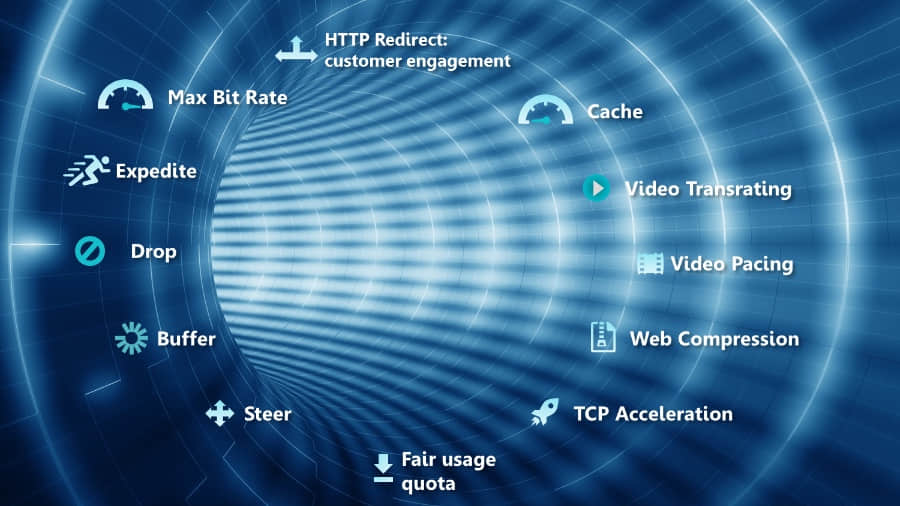 HTTP Redirect:
customer engagement
Max Bit Rate
Cache
Expedite
Video Transrating
Drop
Video Pacing
Buffer
Web Compression
Steer
TCP Acceleration
Fair usage
quota